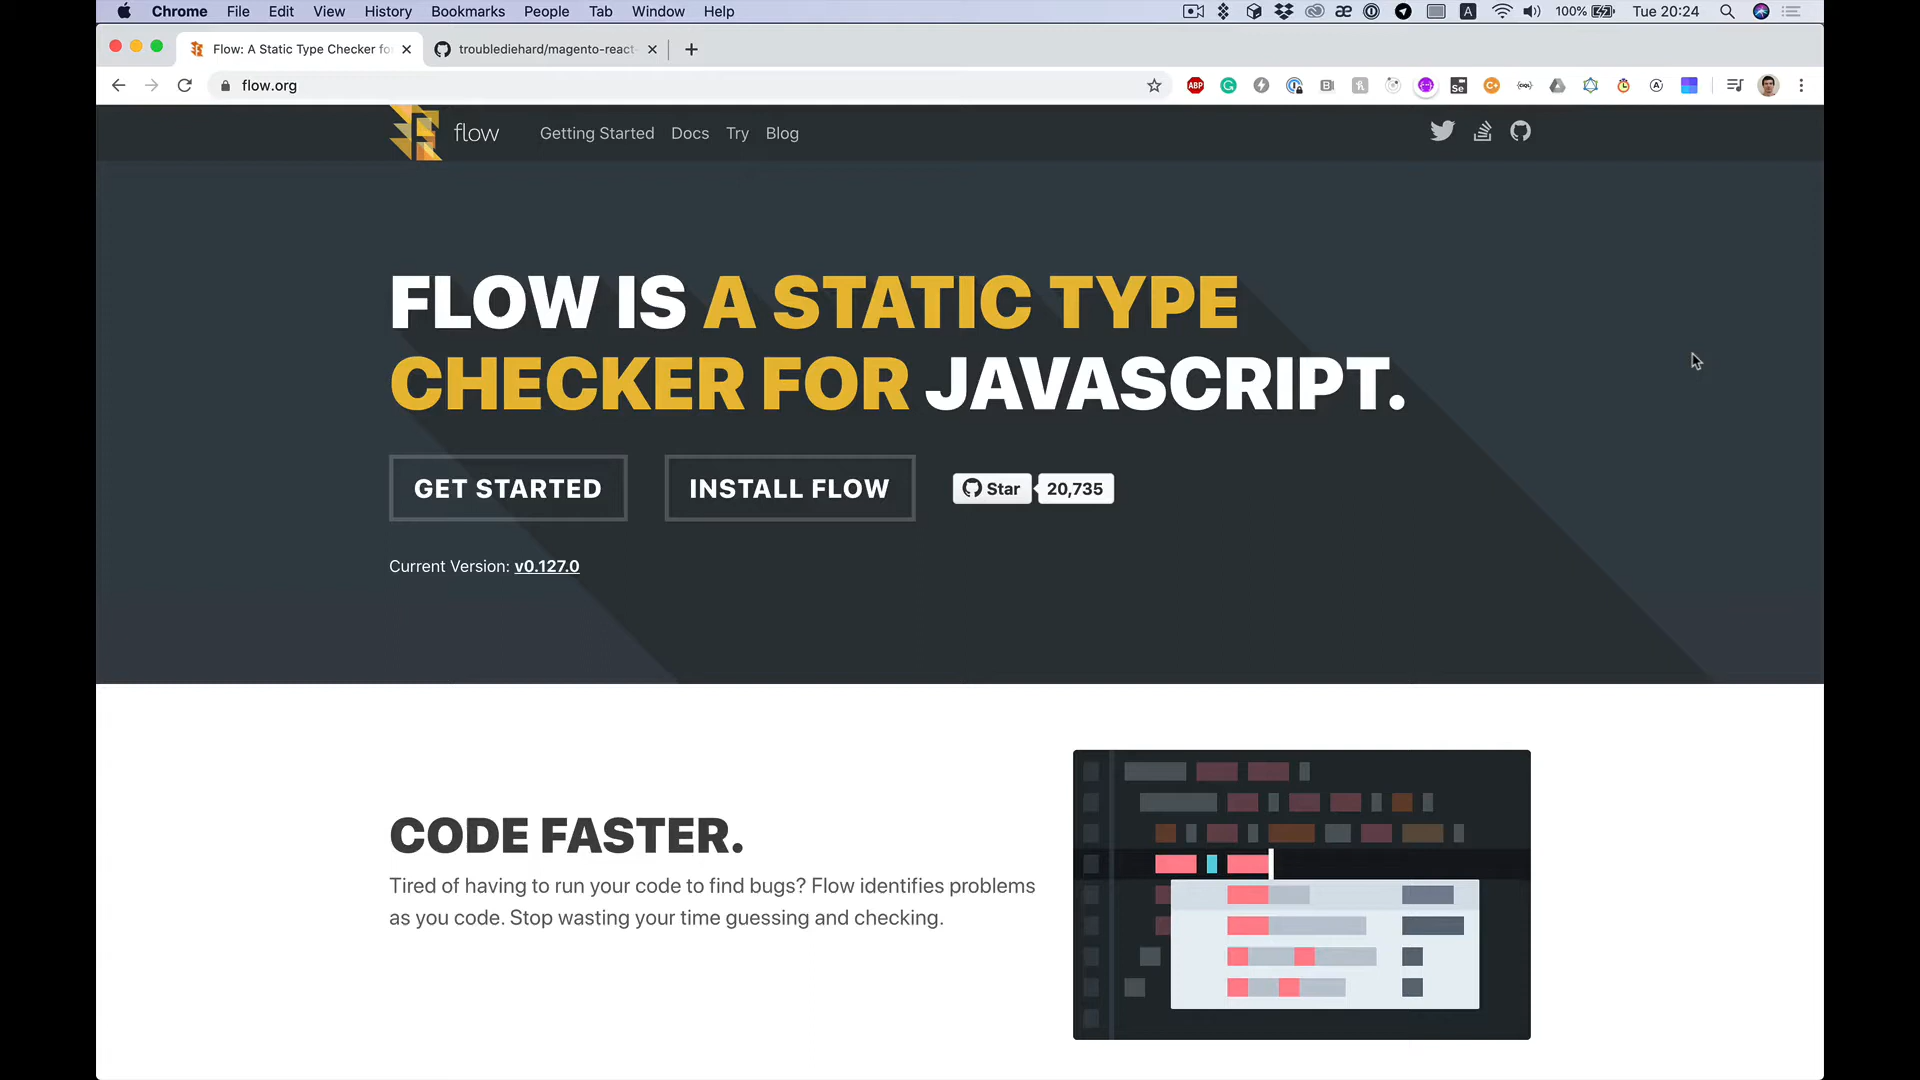 Chrome File Edit View History Bookmarks People Tab Window Help
100%
Tue 20:24
Flow: A Static Type Checker fo
troublediehard/magento-react-
flow.org
flow
Getting Started Docs Try Blog
FLOW IS A STATIC TYPE
CHECKER FOR JAVASCRIPT.
GET STARTED
INSTALL FLOW
Star
20,735
Current Version: v0.127.0
CODE FASTER.
Tired of having to run your code to find bugs? Flow identifies problems
as you code. Stop wasting your time guessing and checking.